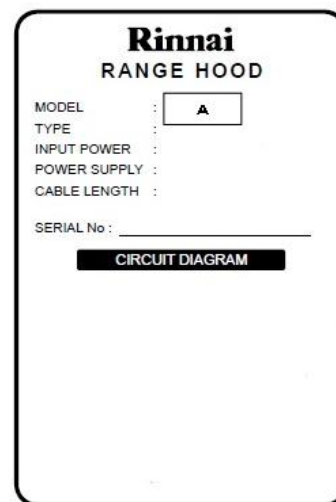 Rinnai
RANGE HOOD
MODEL : A
TYPE :
INPUT POWER :
POWER SUPPLY :
CABLE LENGTH :
SERIAL No :
CIRCUIT DIAGRAM